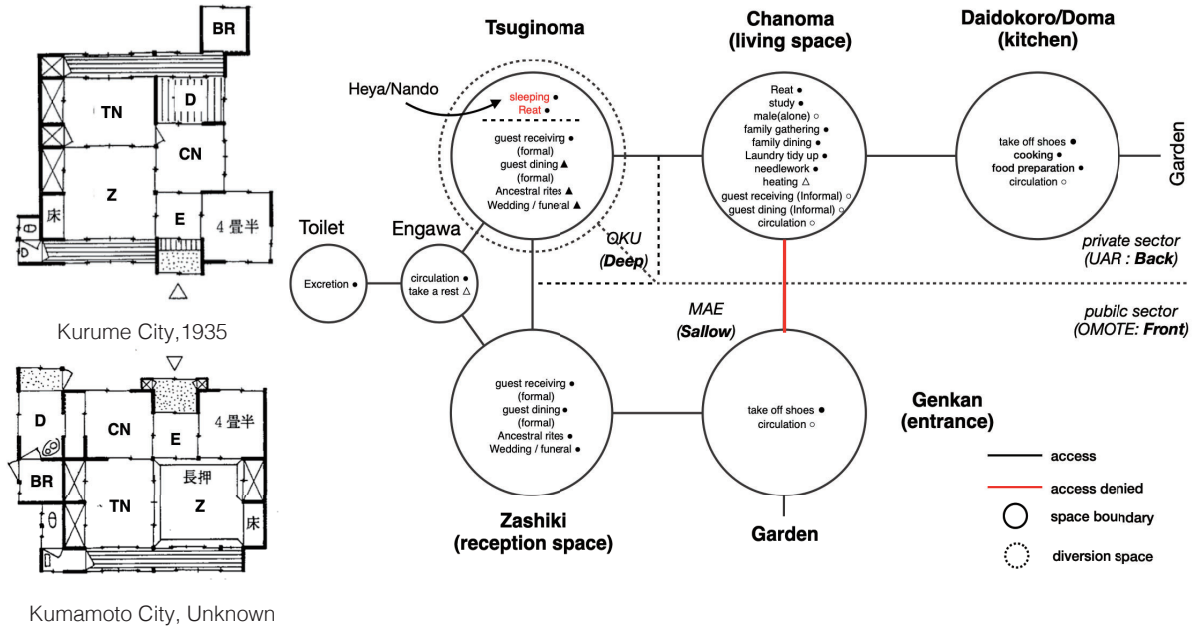 BR
D
TN
CN
Z
床
E
4畳半
Kurume City,1935
D
CN
E
4畳半
BR
長押
TN
Z
床
Kumamoto City, Unknown
Tsuginoma
Heya/Nando
sleeping ●
Reat ●
guest receiving ●
(formal)
guest dining ▲
(formal)
Ancestral rites ▲
Wedding / funeral ▲
Chanoma
(living space)
Reat ●
study ●
male(alone) ○
family gathering ●
family dining ●
Laundry tidy up ●
needlework ●
heating △
guest receiving (Informal) ○
guest dining (Informal) ○
circulation ○
Daidokoro/Doma
(kitchen)
take off shoes ●
cooking ●
food preparation ●
circulation ○
Garden
Toilet
Excretion ●
Engawa
circulation ●
take a rest △
OKU
(Deep)
private sector
(UAR : Back)
MAE
(Sallow)
pubilc sector
(OMOTE: Front)
guest receiving ●
(formal)
guest dining ●
(formal)
Ancestral rites ●
Wedding / funeral ●
Zashiki
(reception space)
take off shoes ●
circulation ○
Genkan
(entrance)
Garden
access
access denied
space boundary
diversion space